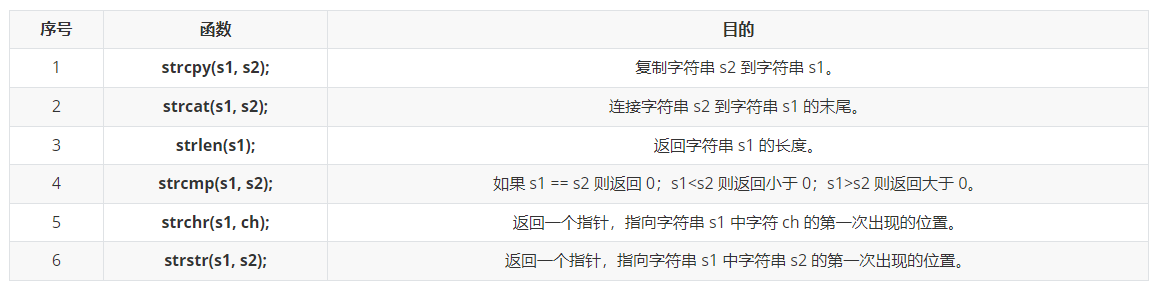 序号 函数 目的
1 strcpy(s1, s2); 复制字符串 s2 到字符串 s1。
2 strcat(s1, s2); 连接字符串 s2 到字符串 s1 的末尾。
3 strlen(s1); 返回字符串 s1 的长度。
4 strcmp(s1, s2); 如果 s1 == s2 则返回 0；s1<s2 则返回小于 0；s1>s2 则返回大于 0。
5 strchr(s1, ch); 返回一个指针，指向字符串 s1 中字符 ch 的第一次出现的位置。
6 strstr(s1, s2); 返回一个指针，指向字符串 s1 中字符串 s2 的第一次出现的位置。